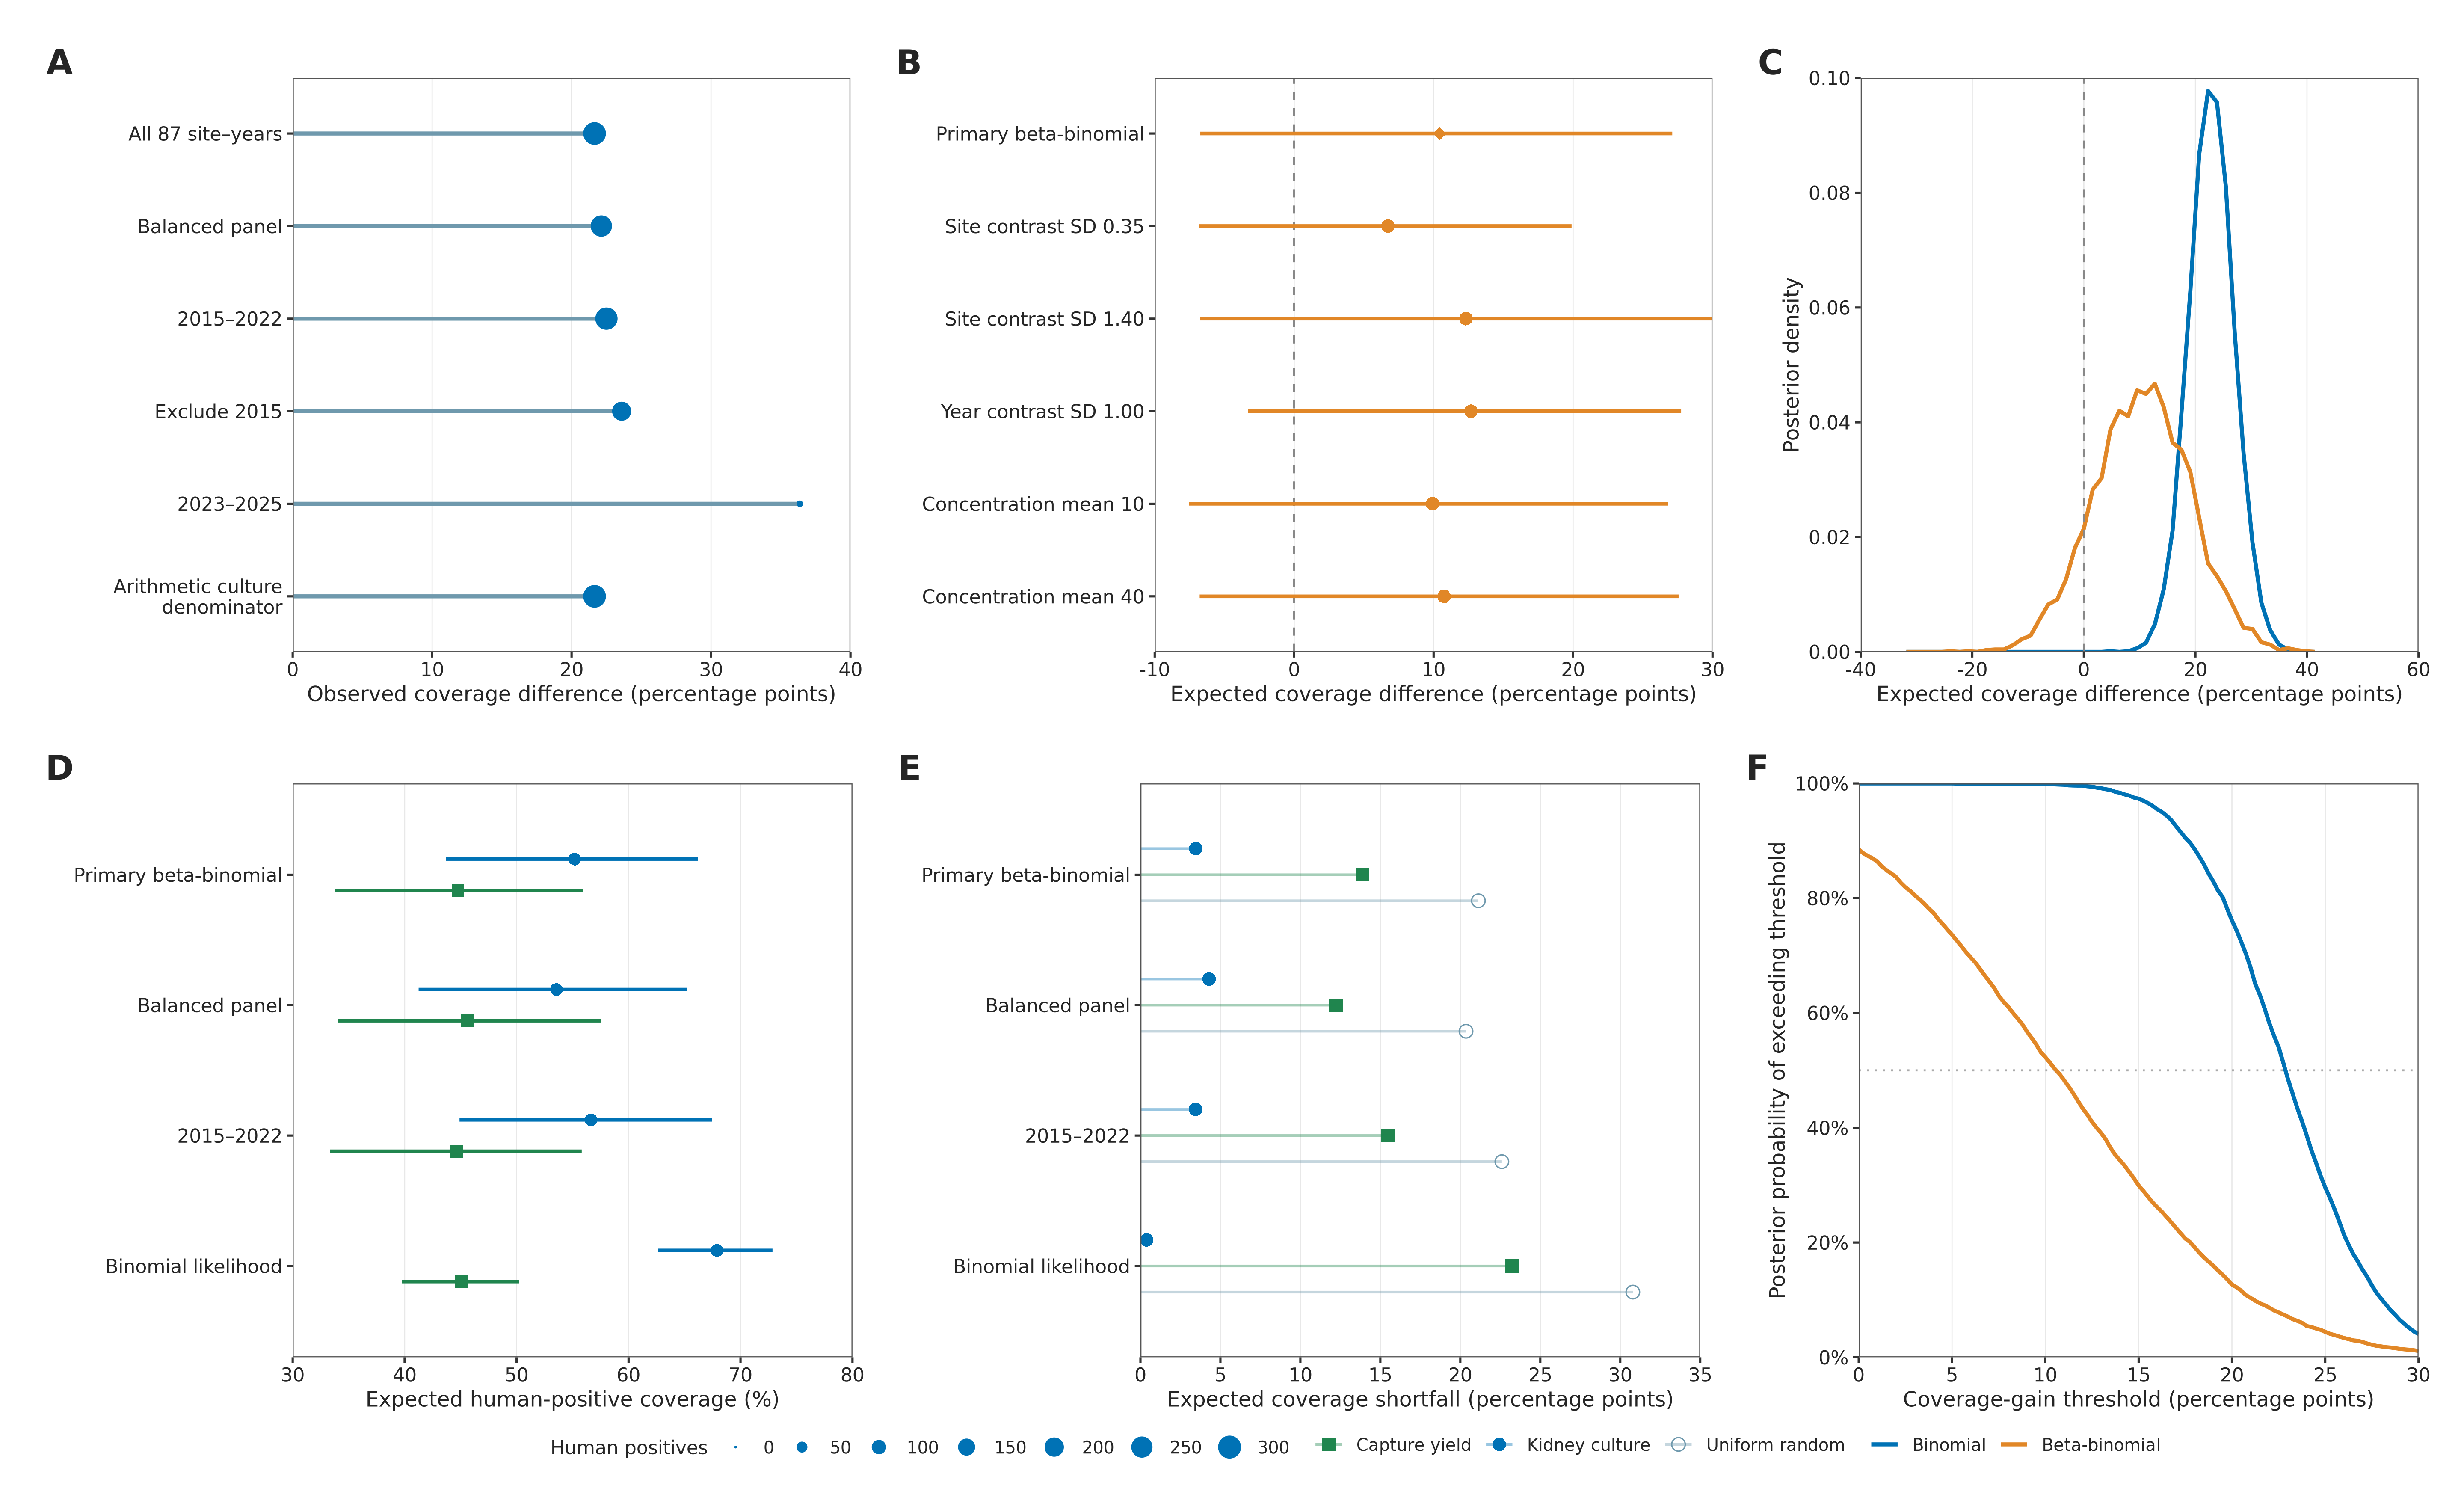 A
All 87 site–years
Balanced panel
2015–2022
Exclude 2015
2023–2025
Arithmetic culture
denominator
0 10 20 30 40
Observed coverage difference (percentage points)
B
Primary beta-binomial
Site contrast SD 0.35
Site contrast SD 1.40
Year contrast SD 1.00
Concentration mean 10
Concentration mean 40
-10 0 10 20 30
Expected coverage difference (percentage points)
C
Posterior density
0.10
0.08
0.06
0.04
0.02
0.00
-40 -20 0 20 40 60
Expected coverage difference (percentage points)
D
Primary beta-binomial
Balanced panel
2015–2022
Binomial likelihood
30 40 50 60 70 80
Expected human-positive coverage (%)
E
Primary beta-binomial
Balanced panel
2015–2022
Binomial likelihood
0 5 10 15 20 25 30 35
Expected coverage shortfall (percentage points)
F
Posterior probability of exceeding threshold
100%
80%
60%
40%
20%
0%
0 5 10 15 20 25 30
Coverage-gain threshold (percentage points)
Human positives 0 50 100 150 200 250 300 Capture yield Kidney culture Uniform random Binomial Beta-binomial